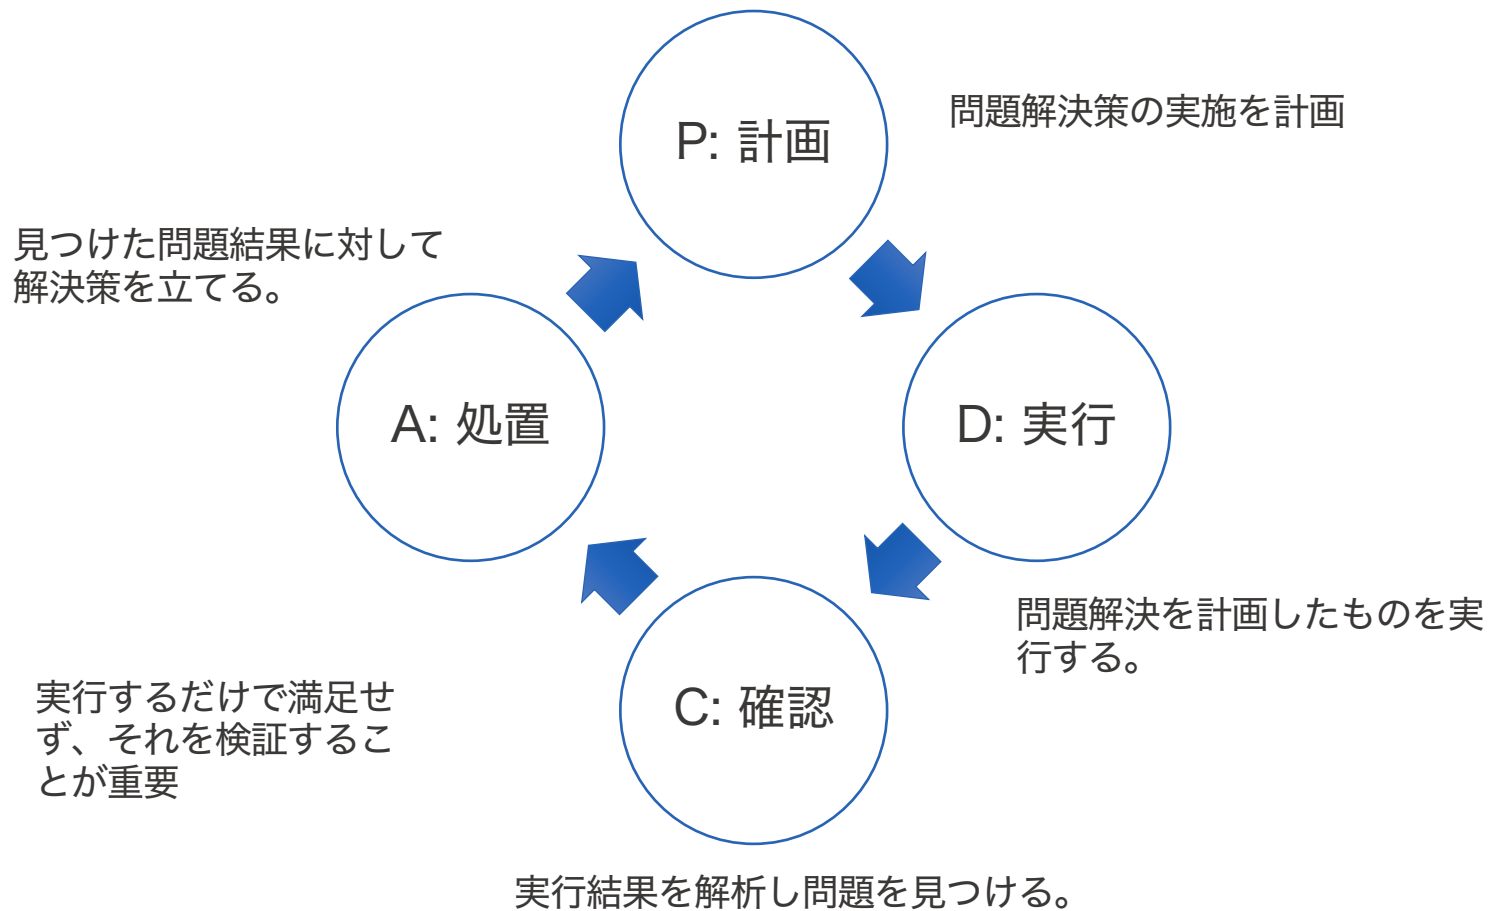 P: 計画
問題解決策の実施を計画
D: 実行
問題解決を計画したものを実
行する。
C: 確認
実行結果を解析し問題を見つける。
実行するだけで満足せ
ず、それを検証するこ
とが重要
A: 処置
見つけた問題結果に対して
解決策を立てる。